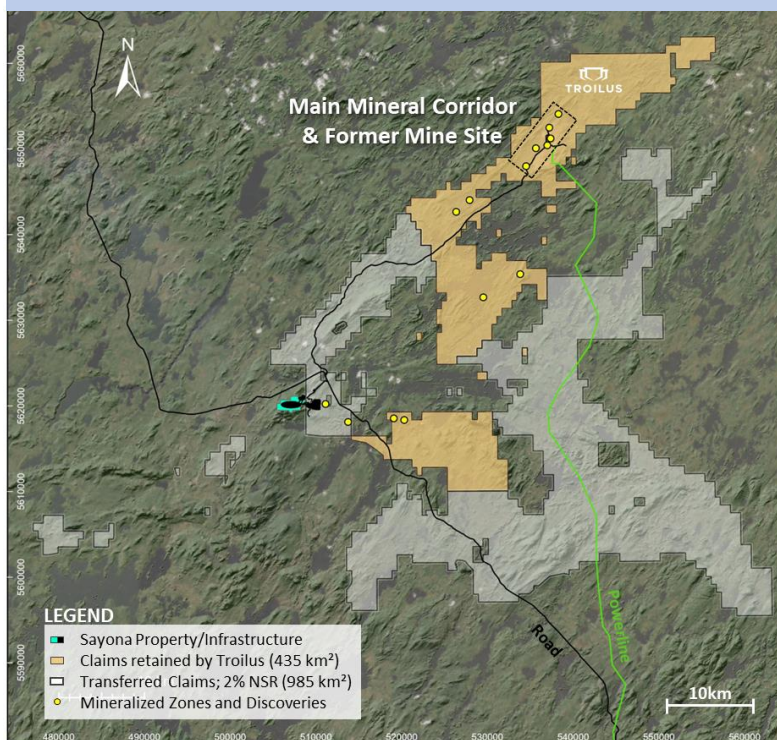 N
TROILUS
Main Mineral Corridor
& Former Mine Site
5660000
5650000
5640000
5630000
5620000
5610000
5600000
5590000
Powerline
Road
LEGEND
Sayona Property/Infrastructure
Claims retained by Troilus (435 km²)
Transferred Claims; 2% NSR (985 km²)
Mineralized Zones and Discoveries
10km
480000 490000 500000 510000 520000 530000 540000 550000 560000